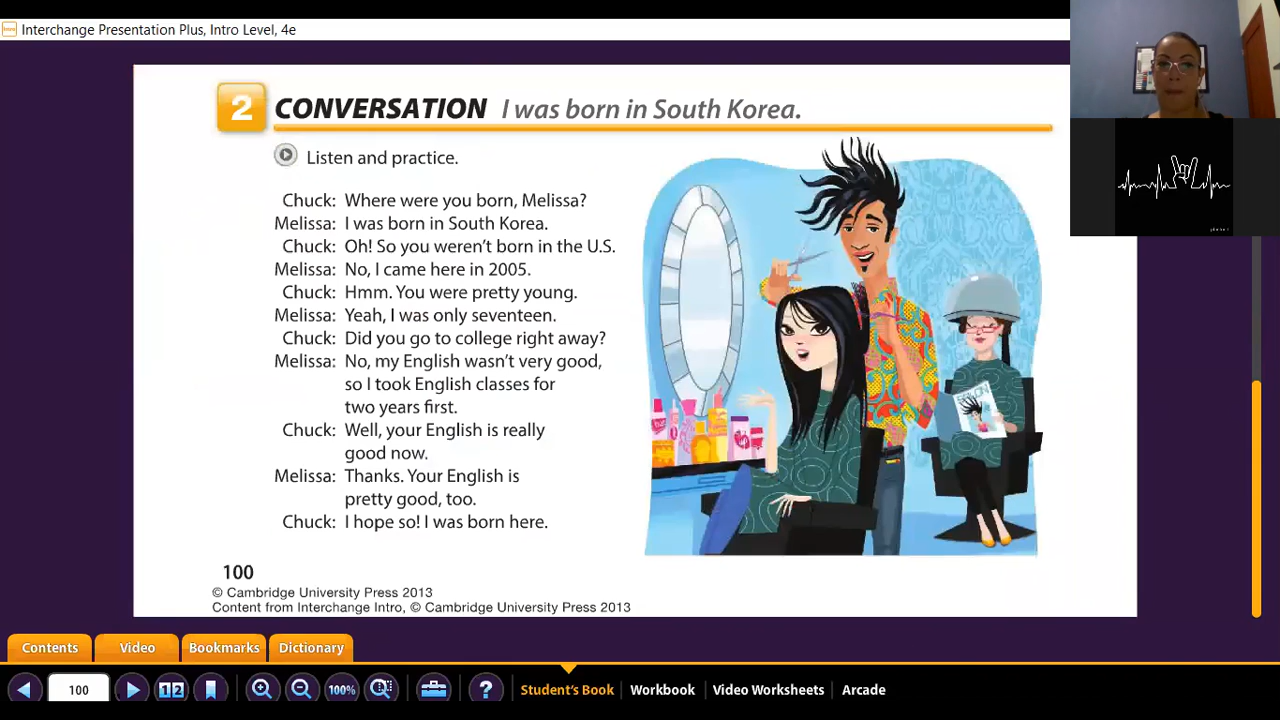 Interchange Presentation Plus, Intro Level, 4e
2 CONVERSATION I was born in South Korea.
Listen and practice.
Chuck: Where were you born, Melissa?
Melissa: I was born in South Korea.
Chuck: Oh! So you weren't born in the U.S.
Melissa: No, I came here in 2005.
Chuck: Hmm. You were pretty young.
Melissa: Yeah, I was only seventeen.
Chuck: Did you go to college right away?
Melissa: No, my English wasn't very good,
so I took English classes for
two years first.
Chuck: Well, your English is really
good now.
Melissa: Thanks. Your English is
pretty good, too.
Chuck: I hope so! I was born here.
100
© Cambridge University Press 2013
Content from Interchange Intro, © Cambridge University Press 2013
Contents Video Bookmarks Dictionary
100 1 2 100% ? Student's Book Workbook Video Worksheets Arcade